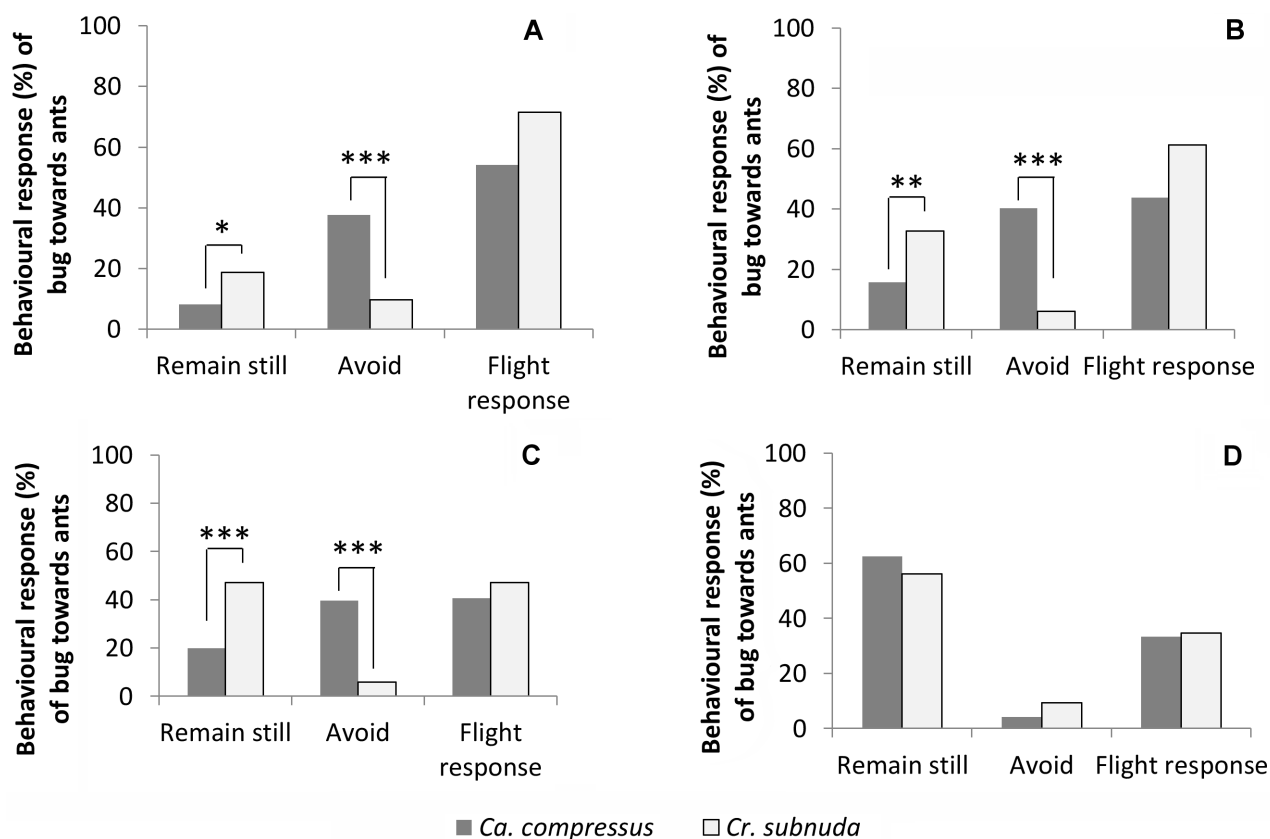 A
Behavioural response (%) of
bug towards ants
100
80
60
40
20
0
*
***
Remain still
Avoid
Flight
response
B
Behavioural response (%) of
bug towards ants
100
80
60
40
20
0
**
***
Remain still
Avoid
Flight response
C
Behavioural response (%)
of bug towards ants
100
80
60
40
20
0
***
***
Remain still
Avoid
Flight
response
D
Behavioural response (%)
of bug towards ants
100
80
60
40
20
0
Remain still
Avoid
Flight response
Ca. compressus
Cr. subnuda